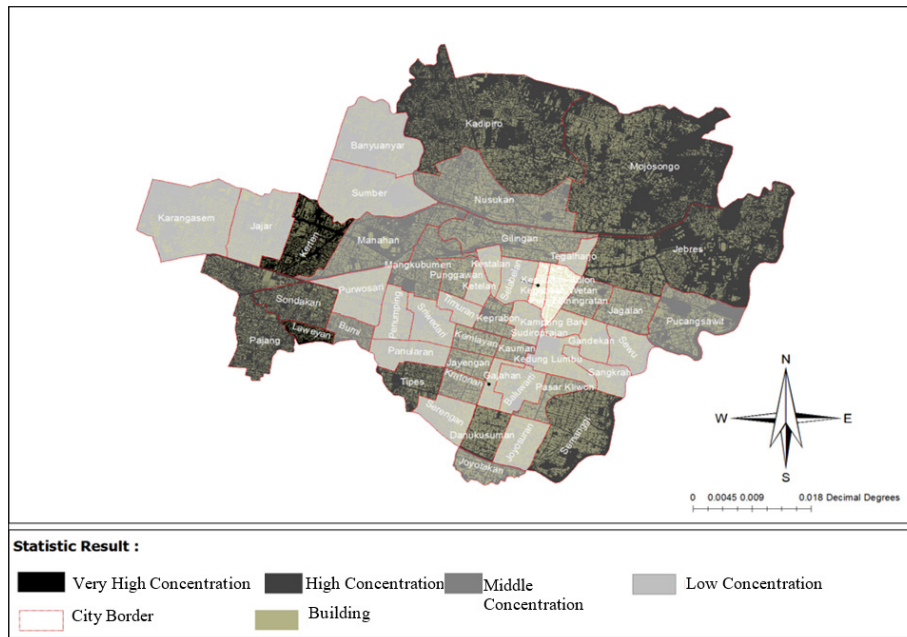 Kadipiro
Mojosongo
Banyuanyar
Sumber
Nusukan
Karangasem
Jajar
Kerten
Manahan
Gilingan
Jebres
Tegalharjo
Mangkubumen
Punggawan
Kestalan
Ketelan
Setabelan
Purwosari
Sondakan
Timuran
Keprabon
Kampung Baru
Sudiroprajan
Jagalan
Pucangsawit
Penumping
Sriwedari
Laweyan
Bumi
Kemlayan
Kauman
Gandekan
Sewu
Pajang
Panularan
Jayengan
Kedung Lumbu
Sangkrah
Tipes
Kratonan
Gajahan
Baluwarti
Pasar Kliwon
Serengan
Danukusuman
Joyosuran
Semanggi
Joyotakan
N
W
E
S
0 0.0045 0.009 0.018 Decimal Degrees
Statistic Result :
Very High Concentration
High Concentration
Middle
Concentration
Low Concentration
City Border
Building